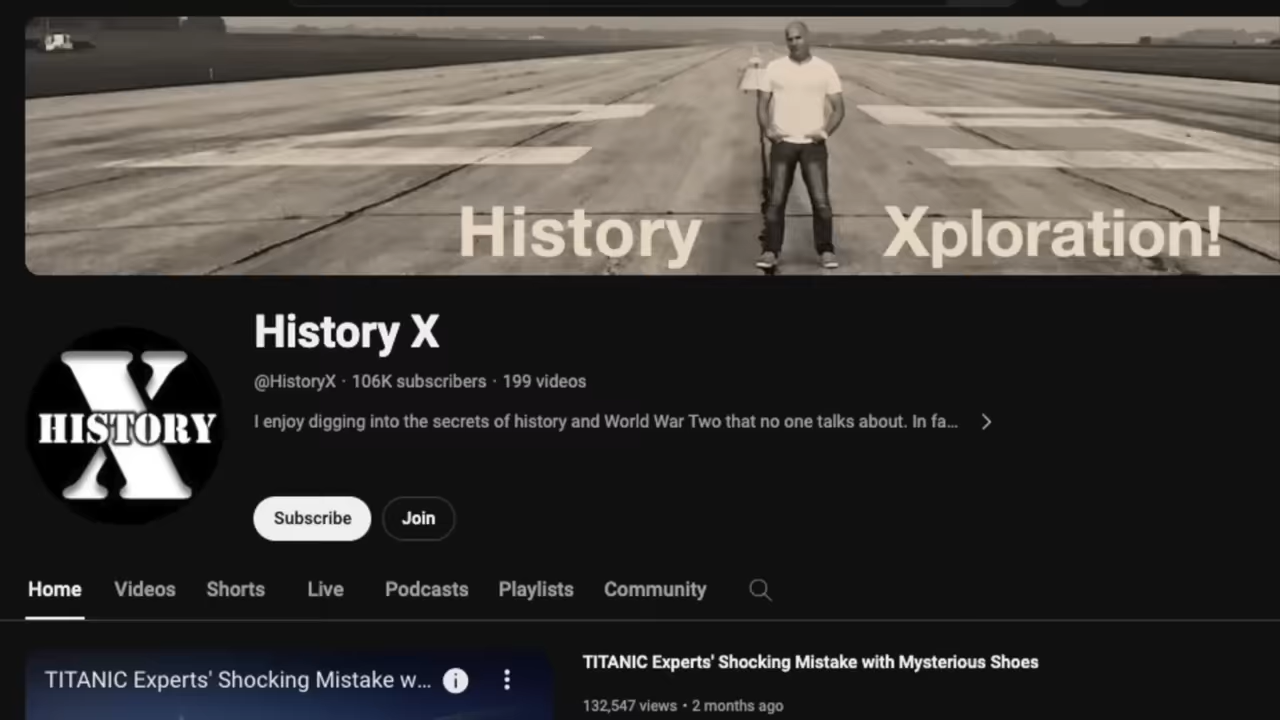 History Xploration!
History X
@HistoryX · 106K subscribers · 199 videos
I enjoy digging into the secrets of history and World War Two that no one talks about. In fa...
X
HISTORY
Subscribe Join
Home Videos Shorts Live Podcasts Playlists Community
TITANIC Experts' Shocking Mistake w...
TITANIC Experts' Shocking Mistake with Mysterious Shoes
132,547 views • 2 months ago